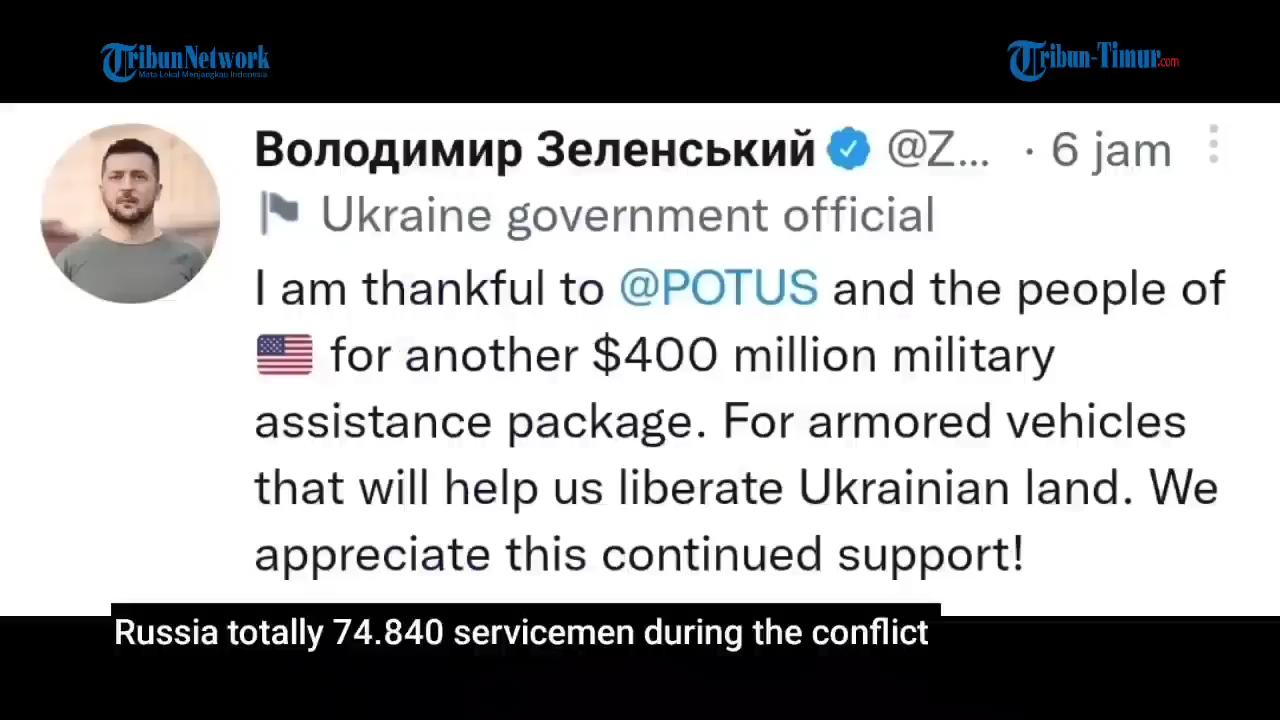 TribunNetwork
Mata Lokal Menjangkau Indonesia
Tribun-Timur.com
Володимир Зеленський @Z... · 6 jam
Ukraine government official
I am thankful to @POTUS and the people of
for another $400 million military
assistance package. For armored vehicles
that will help us liberate Ukrainian land. We
appreciate this continued support!
Russia totally 74.840 servicemen during the conflict